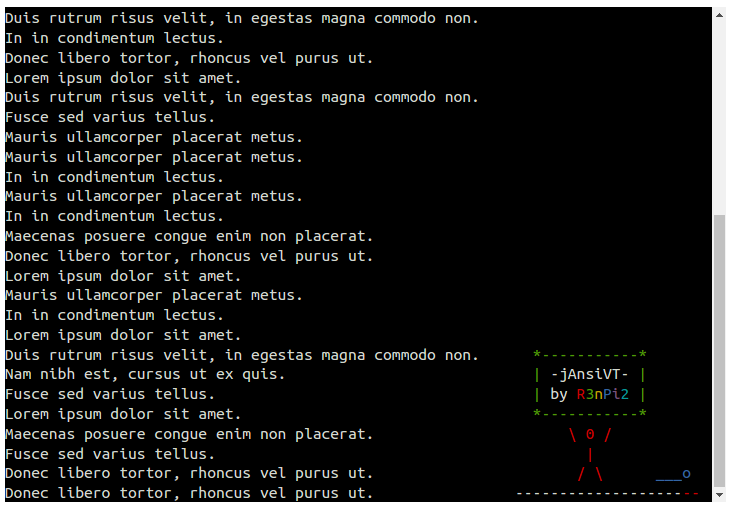 Duis rutrum risus velit, in egestas magna commodo non.
In in condimentum lectus.
Donec libero tortor, rhoncus vel purus ut.
Lorem ipsum dolor sit amet.
Duis rutrum risus velit, in egestas magna commodo non.
Fusce sed varius tellus.
Mauris ullamcorper placerat metus.
Mauris ullamcorper placerat metus.
In in condimentum lectus.
Mauris ullamcorper placerat metus.
In in condimentum lectus.
Maecenas posuere congue enim non placerat.
Donec libero tortor, rhoncus vel purus ut.
Lorem ipsum dolor sit amet.
Mauris ullamcorper placerat metus.
In in condimentum lectus.
Lorem ipsum dolor sit amet.
Duis rutrum risus velit, in egestas magna commodo non.      *-----------*
Nam nibh est, cursus ut ex quis.                            | -jAnsiVT- |
Fusce sed varius tellus.                                    | by R3nPi2 |
Lorem ipsum dolor sit amet.                                 *-----------*
Maecenas posuere congue enim non placerat.                      \ 0 /
Fusce sed varius tellus.                                          |
Donec libero tortor, rhoncus vel purus ut.                       / \      ___o
Donec libero tortor, rhoncus vel purus ut.                ---------------------